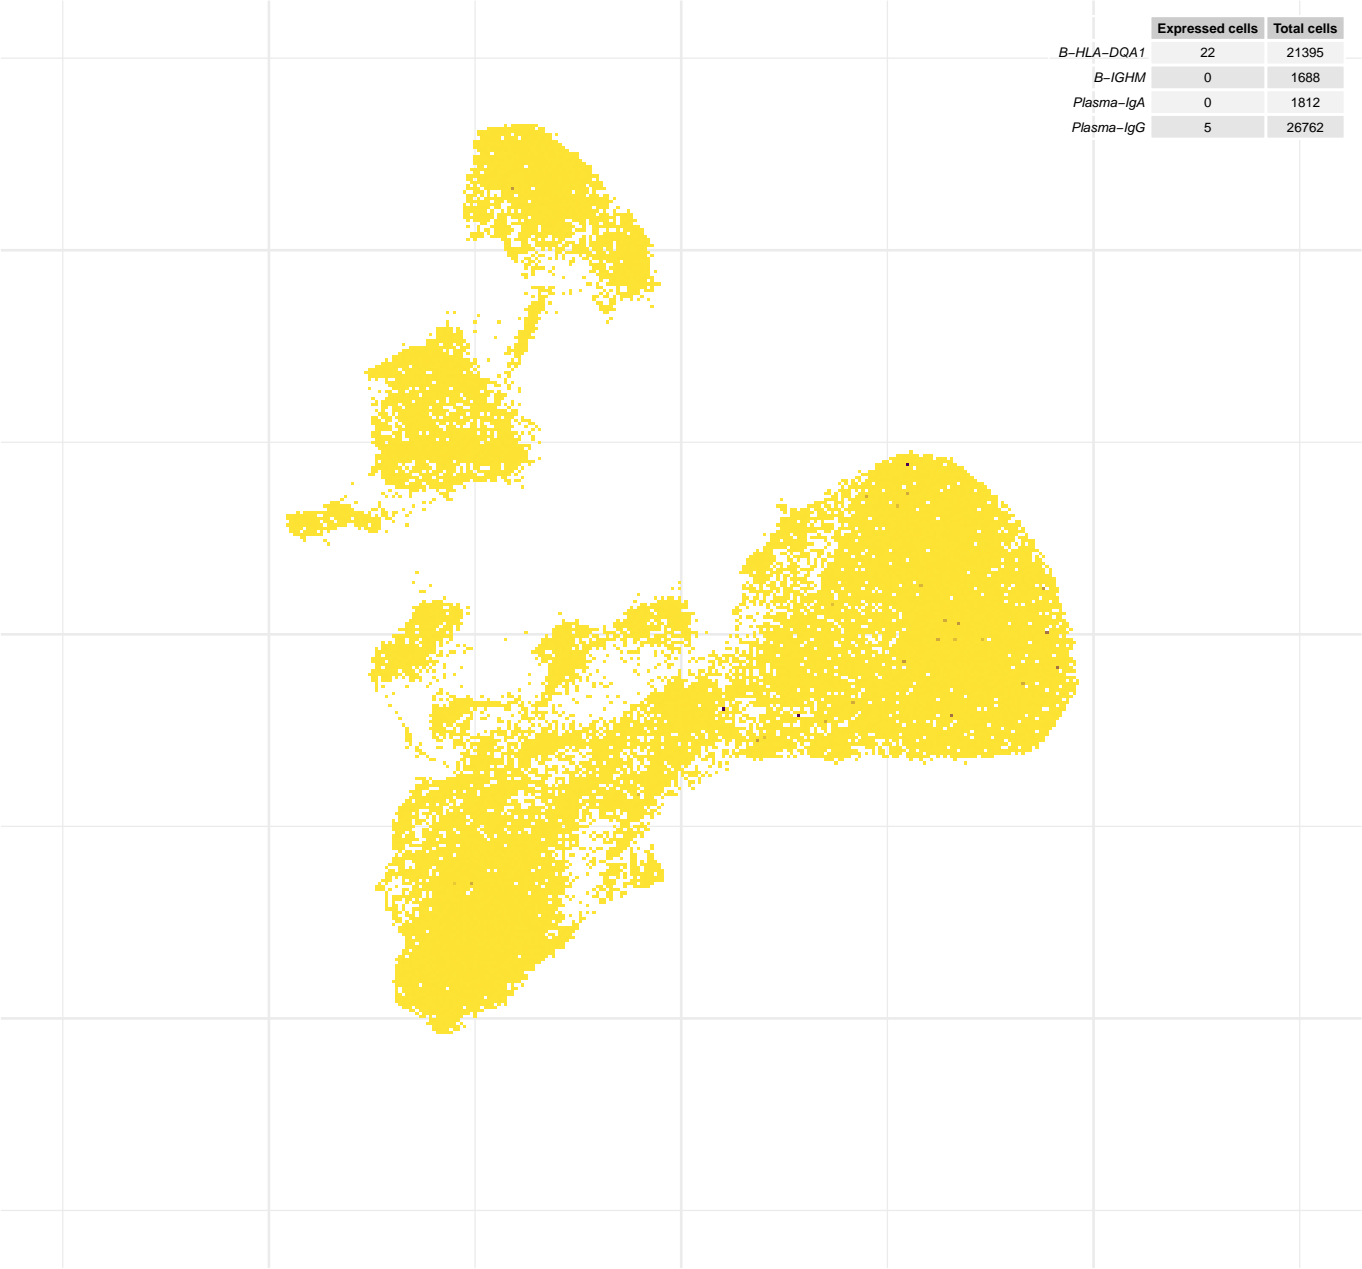 Expressed cells Total cells
B−HLA−DQA1 22 21395
B−IGHM 0 1688
Plasma−IgA 0 1812
Plasma−IgG 5 26762